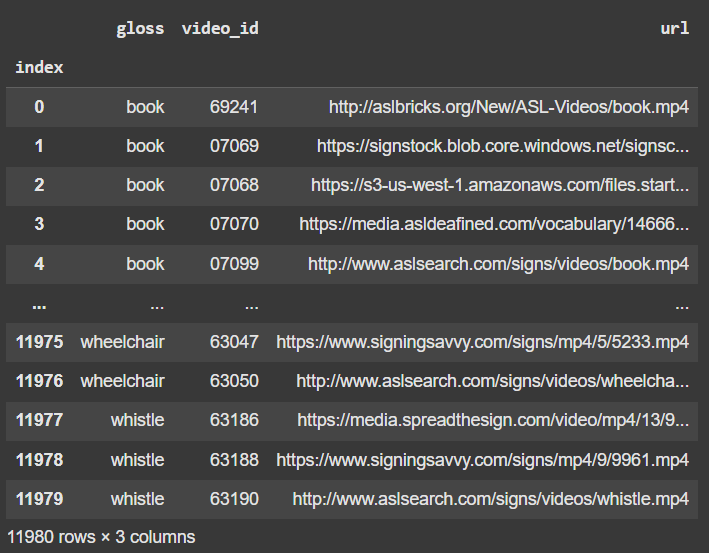 gloss video_id url
index
0 book 69241 http://aslbricks.org/New/ASL-Videos/book.mp4
1 book 07069 https://signstock.blob.core.windows.net/signsc...
2 book 07068 https://s3-us-west-1.amazonaws.com/files.start...
3 book 07070 https://media.asldeafined.com/vocabulary/14666...
4 book 07099 http://www.aslsearch.com/signs/videos/book.mp4
... ... ... ...
11975 wheelchair 63047 https://www.signingsavvy.com/signs/mp4/5/5233.mp4
11976 wheelchair 63050 http://www.aslsearch.com/signs/videos/wheelcha...
11977 whistle 63186 https://media.spreadthesign.com/video/mp4/13/9...
11978 whistle 63188 https://www.signingsavvy.com/signs/mp4/9/9961.mp4
11979 whistle 63190 http://www.aslsearch.com/signs/videos/whistle.mp4
11980 rows × 3 columns